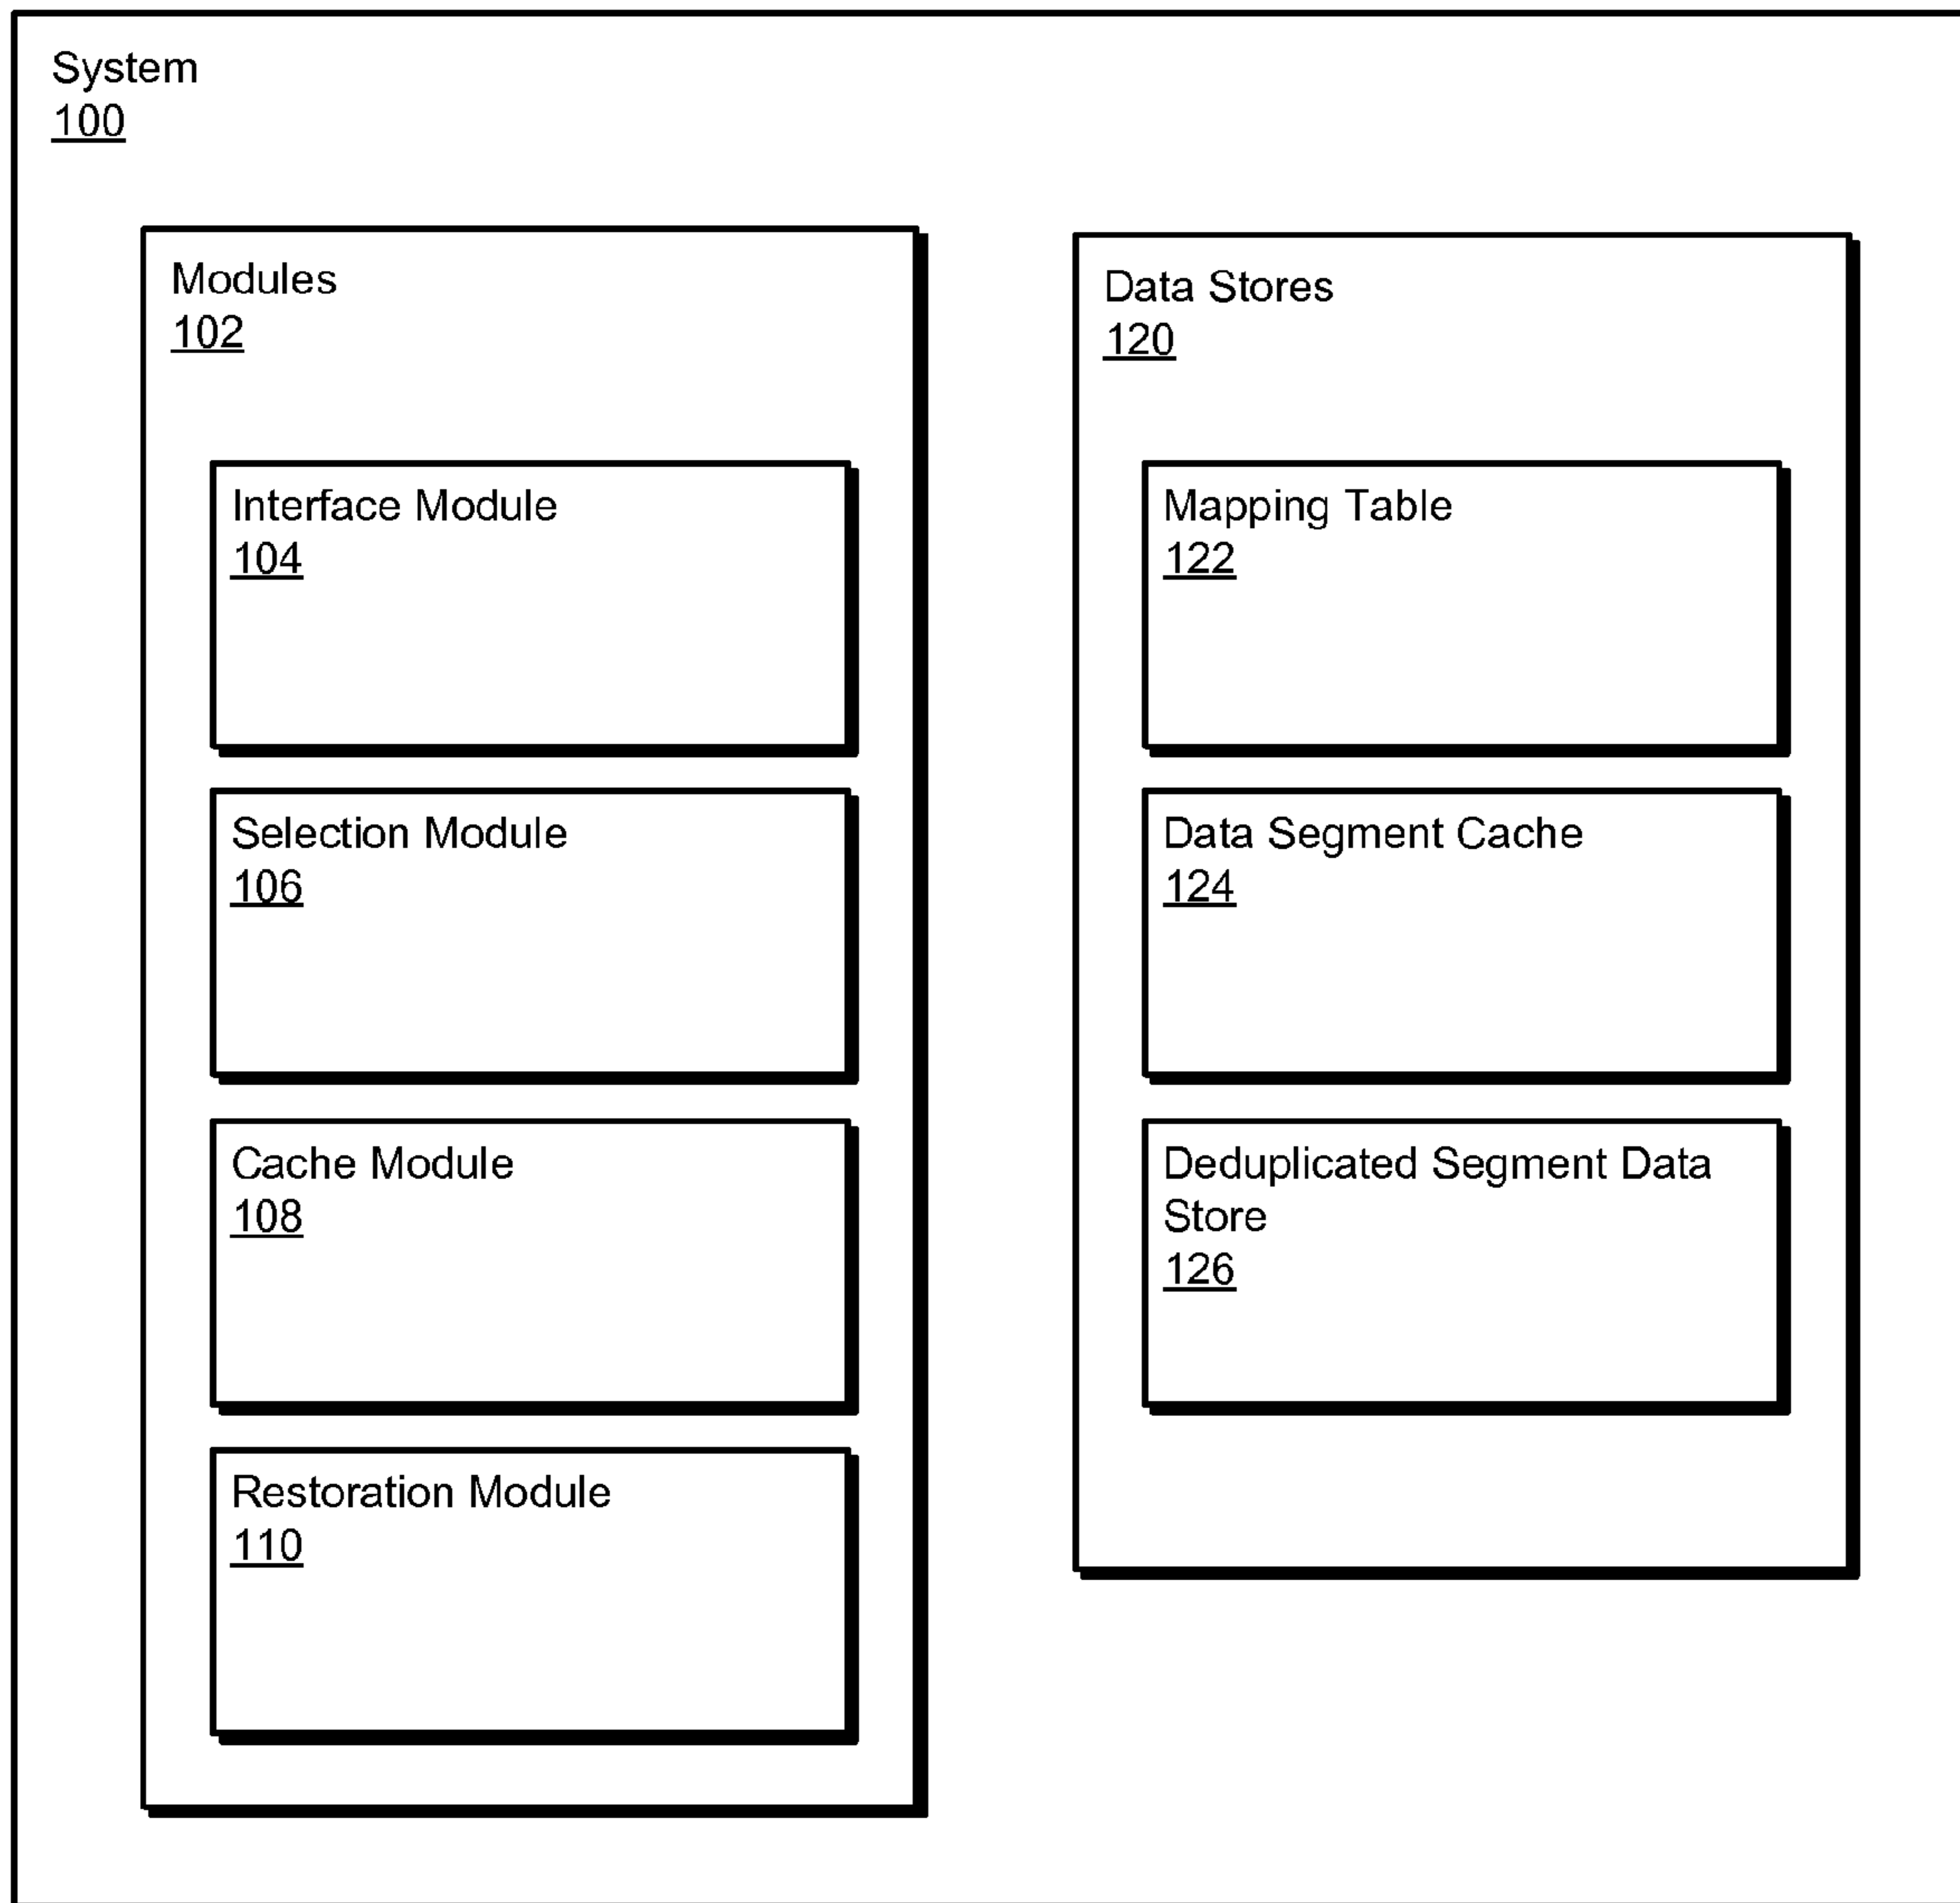 System
100
Modules
102
Interface Module
104
Selection Module
106
Cache Module
108
Restoration Module
110
Data Stores
120
Mapping Table
122
Data Segment Cache
124
Deduplicated Segment Data
Store
126